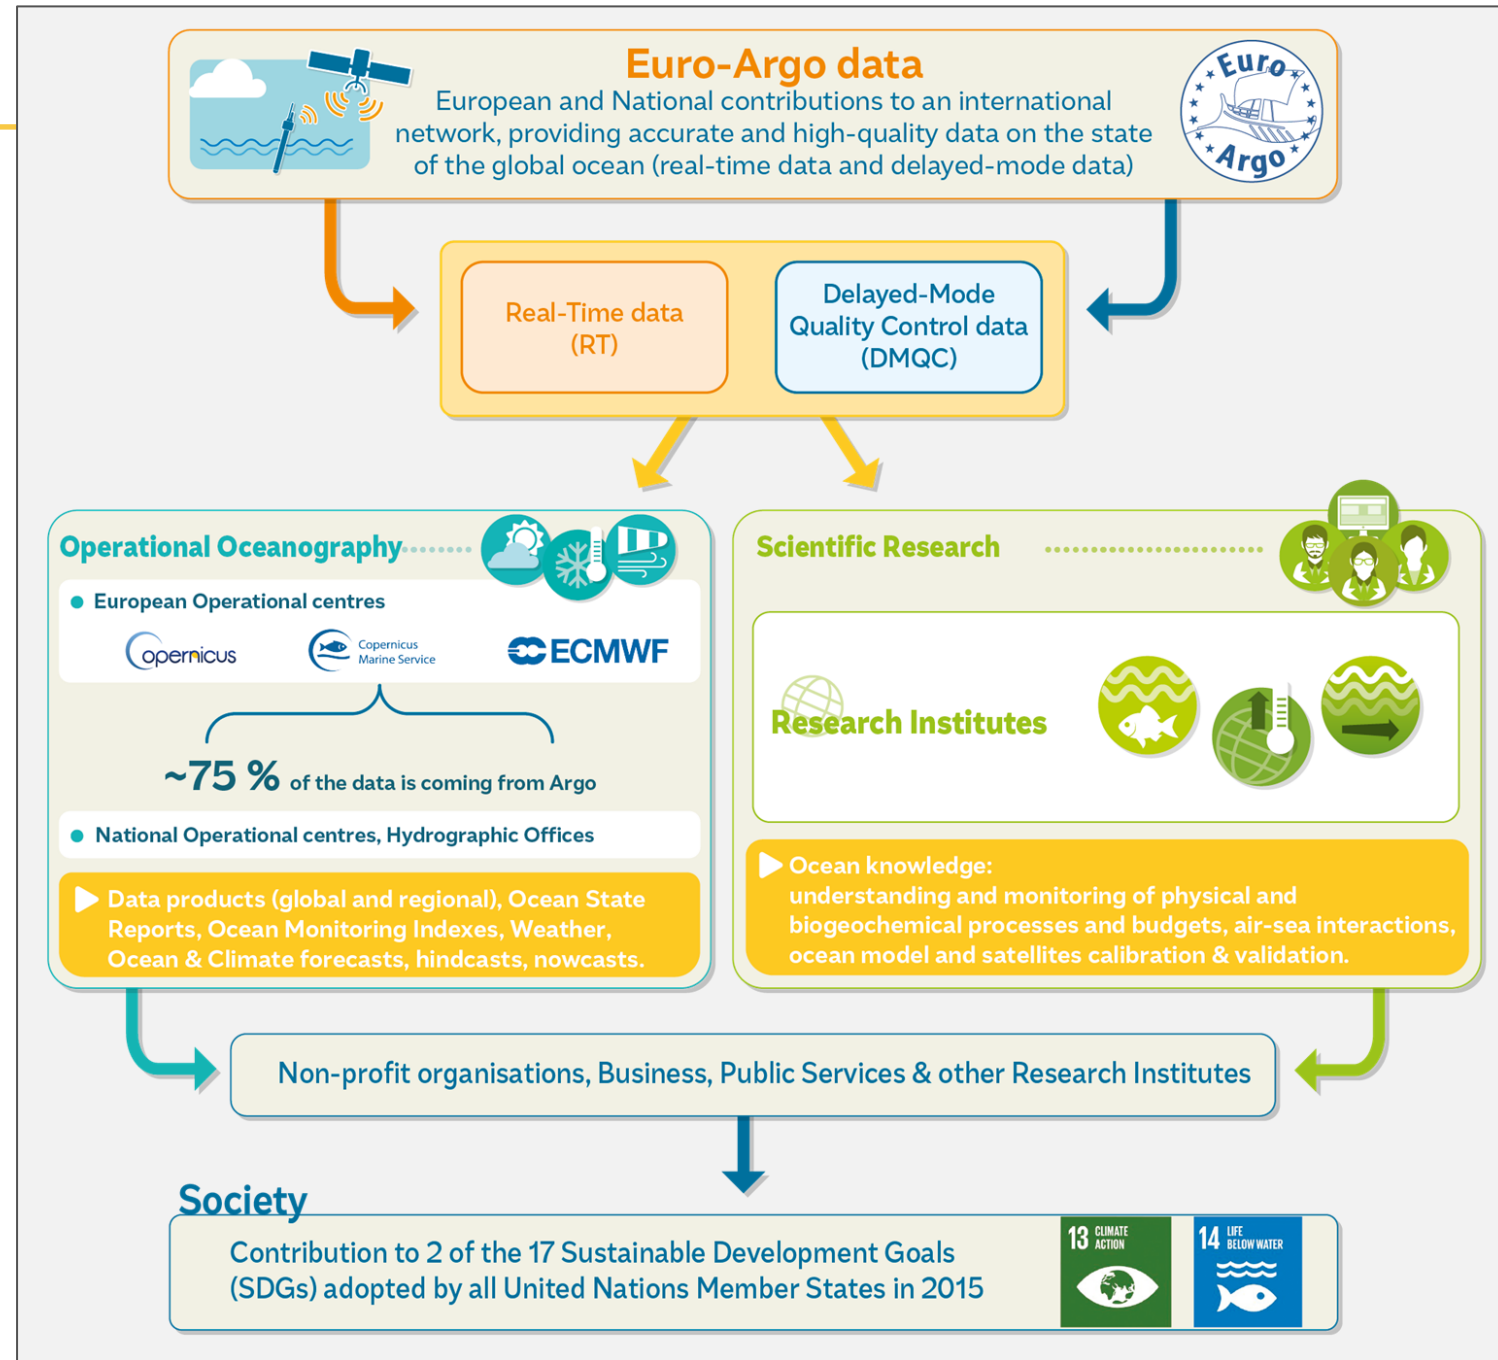 Euro-Argo data
European and National contributions to an international
network, providing accurate and high-quality data on the state
of the global ocean (real-time data and delayed-mode data)
Euro
Argo
Real-Time data
(RT)
Delayed-Mode
Quality Control data
(DMQC)
Operational Oceanography
European Operational centres
opernicus
Copernicus
Marine Service
ECMWF
~75 % of the data is coming from Argo
National Operational centres, Hydrographic Offices
Data products (global and regional), Ocean State
Reports, Ocean Monitoring Indexes, Weather,
Ocean & Climate forecasts, hindcasts, nowcasts.
Scientific Research
Research Institutes
Ocean knowledge:
understanding and monitoring of physical and
biogeochemical processes and budgets, air-sea interactions,
ocean model and satellites calibration & validation.
Non-profit organisations, Business, Public Services & other Research Institutes
Society
Contribution to 2 of the 17 Sustainable Development Goals
(SDGs) adopted by all United Nations Member States in 2015
13 CLIMATE
ACTION
14 LIFE
BELOW WATER